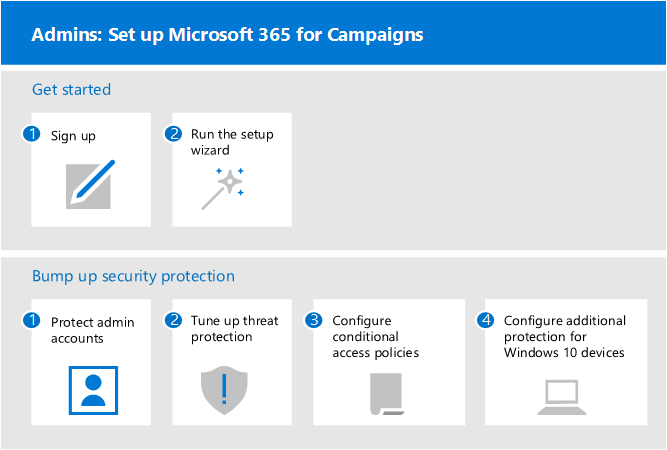 Admins: Set up Microsoft 365 for Campaigns
Get started
1 Sign up
2 Run the setup
wizard
Bump up security protection
1 Protect admin
accounts
2 Tune up threat
protection
3 Configure
conditional
access policies
4 Configure additional
protection for
Windows 10 devices